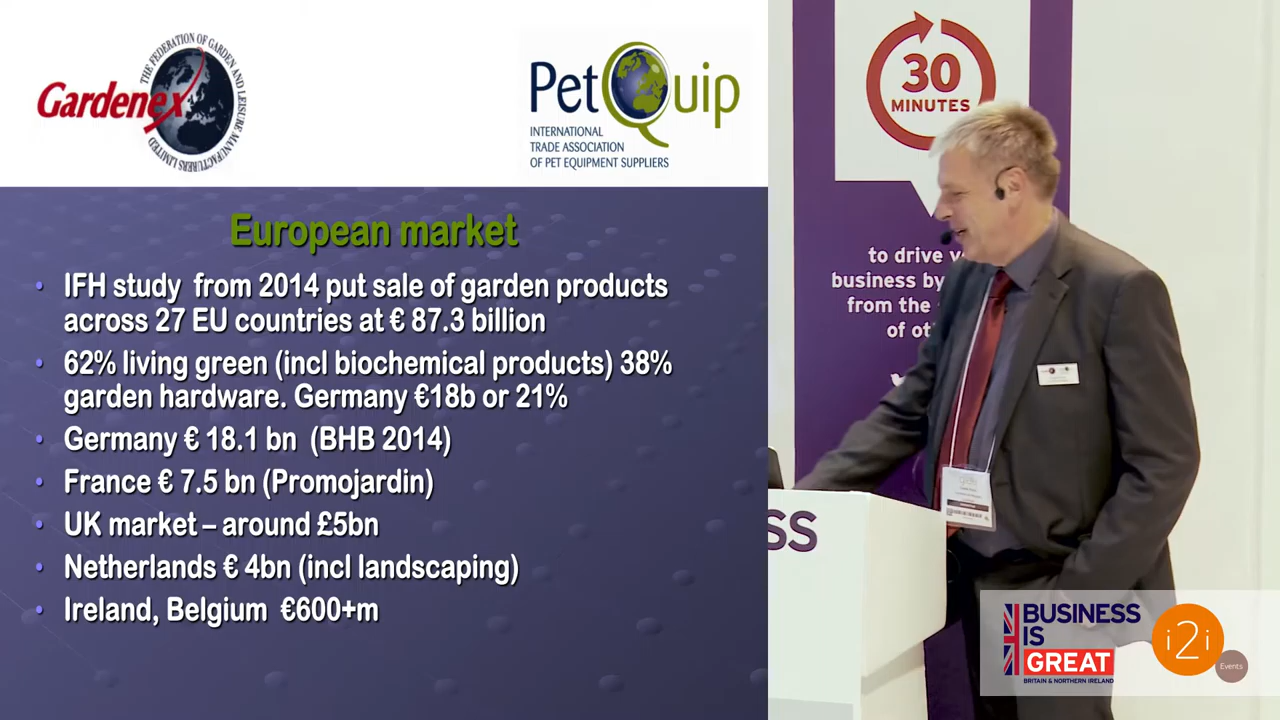 Gardenex
THE FEDERATION OF GARDEN AND LEISURE MANUFACTURERS LIMITED
PetQuip
INTERNATIONAL
TRADE ASSOCIATION
OF PET EQUIPMENT SUPPLIERS
European market
• IFH study from 2014 put sale of garden products
across 27 EU countries at € 87.3 billion
• 62% living green (incl biochemical products) 38%
garden hardware. Germany €18b or 21%
• Germany € 18.1 bn (BHB 2014)
• France € 7.5 bn (Promojardin)
• UK market – around £5bn
• Netherlands € 4bn (incl landscaping)
• Ireland, Belgium €600+m
30
MINUTES
to drive
business by
from the
of
SS
BUSINESS
IS
GREAT
BRITAIN & NORTHERN IRELAND
i2i
Events